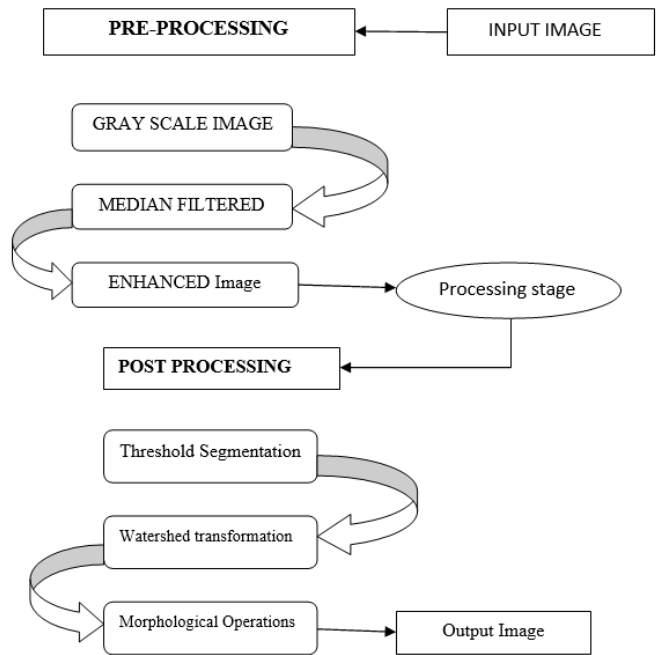 PRE-PROCESSING
INPUT IMAGE
GRAY SCALE IMAGE
MEDIAN FILTERED
ENHANCED Image
Processing stage
POST PROCESSING
Threshold Segmentation
Watershed transformation
Morphological Operations
Output Image